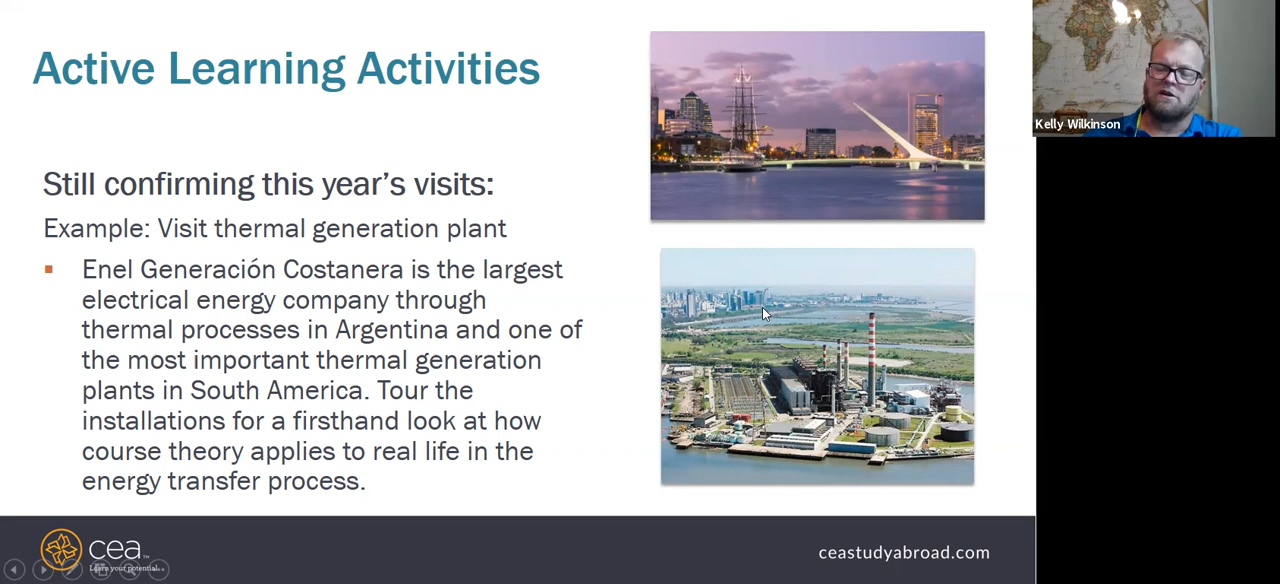 Active Learning Activities
Still confirming this year's visits:
Example: Visit thermal generation plant
▪ Enel Generación Costanera is the largest
electrical energy company through
thermal processes in Argentina and one of
the most important thermal generation
plants in South America. Tour the
installations for a firsthand look at how
course theory applies to real life in the
energy transfer process.
Kelly Wilkinson
cea™
Learn your potential.
ceastudyabroad.com